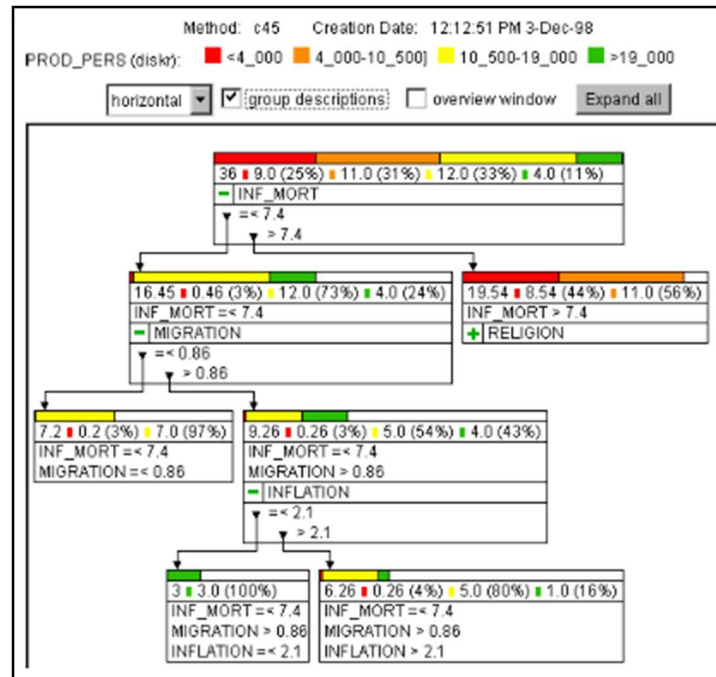 Method: c45 Creation Date: 12:12:51 PM 3-Dec-98
PROD_PERS (diskr): <4_000 4_000-10_500] 10_500-19_000 >19_000
horizontal group descriptions overview window Expand all
36 9.0 (25%) 11.0 (31%) 12.0 (33%) 4.0 (11%)
INF_MORT
=< 7.4
> 7.4
16.45 0.46 (3%) 12.0 (73%) 4.0 (24%)
INF_MORT =< 7.4
MIGRATION
=< 0.86
> 0.86
19.54 8.54 (44%) 11.0 (56%)
INF_MORT > 7.4
RELIGION
7.2 0.2 (3%) 7.0 (97%)
INF_MORT =< 7.4
MIGRATION =< 0.86
9.26 0.26 (3%) 5.0 (54%) 4.0 (43%)
INF_MORT =< 7.4
MIGRATION > 0.86
INFLATION
=< 2.1
> 2.1
3 3.0 (100%)
INF_MORT =< 7.4
MIGRATION > 0.86
INFLATION =< 2.1
6.26 0.26 (4%) 5.0 (80%) 1.0 (16%)
INF_MORT =< 7.4
MIGRATION > 0.86
INFLATION > 2.1